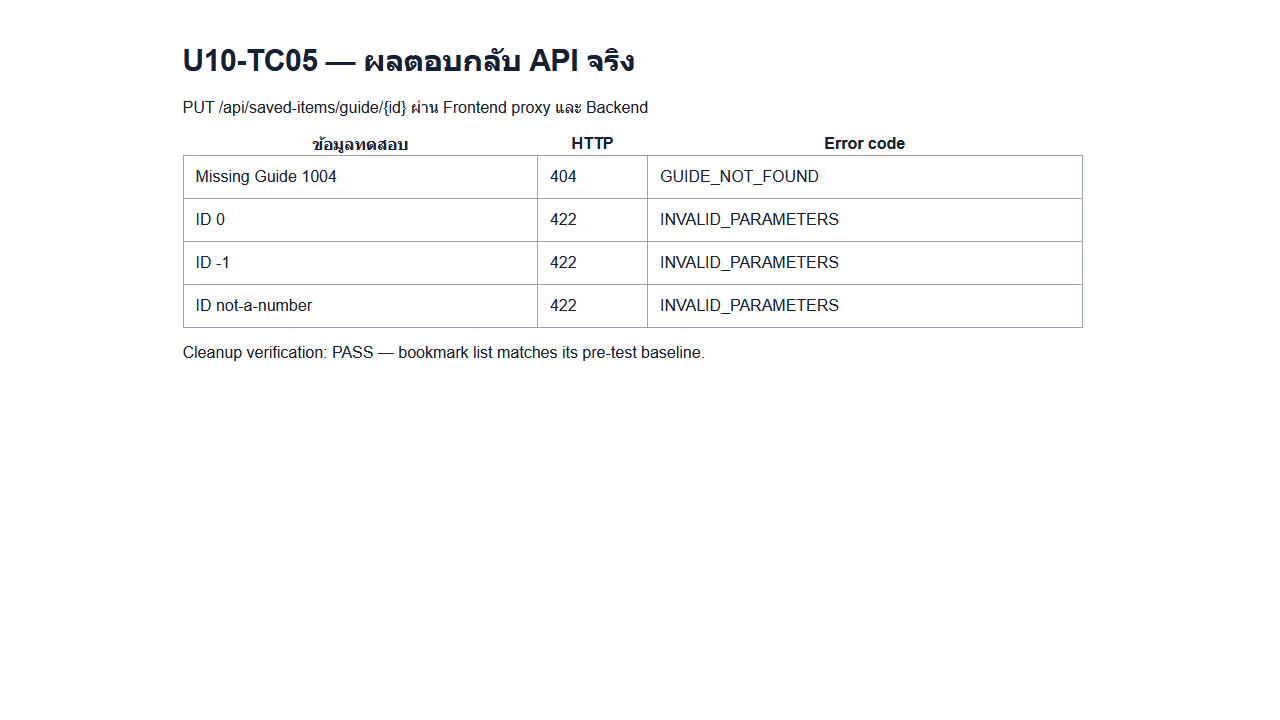 U10-TC05 — ผลตอบกลับ API จริง
PUT /api/saved-items/guide/{id} ผ่าน Frontend proxy และ Backend
ข้อมูลทดสอบ HTTP Error code
Missing Guide 1004 404 GUIDE_NOT_FOUND
ID 0 422 INVALID_PARAMETERS
ID -1 422 INVALID_PARAMETERS
ID not-a-number 422 INVALID_PARAMETERS
Cleanup verification: PASS — bookmark list matches its pre-test baseline.